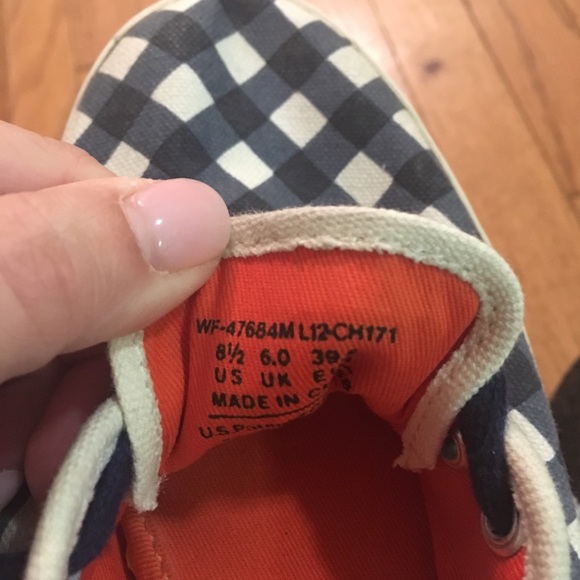 WF-47684M L12-CH171
8½ 6.0
US UK
MADE IN
U.S.